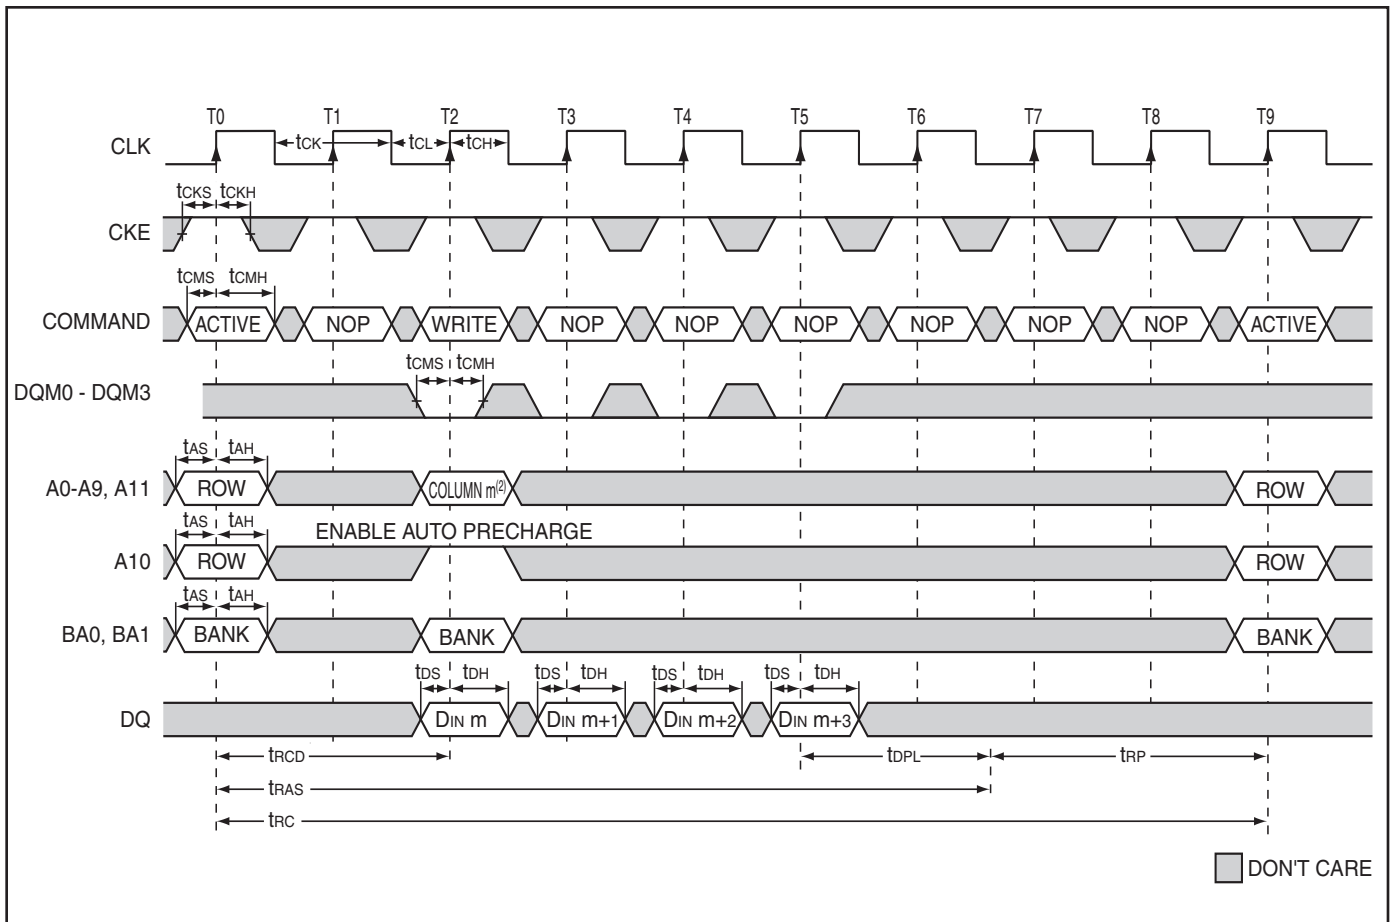 T0 T1 T2 T3 T4 T5 T6 T7 T8 T9
CLK tCK tCL tCH
tCKS tCKH
CKE
tCMS tCMH
COMMAND ACTIVE NOP WRITE NOP NOP NOP NOP NOP NOP ACTIVE
tCMS tCMH
DQM0 - DQM3
tAS tAH
A0-A9, A11 ROW COLUMN m(2) ROW
tAS tAH ENABLE AUTO PRECHARGE
A10 ROW ROW
tAS tAH
BA0, BA1 BANK BANK BANK
tDS tDH tDS tDH tDS tDH tDS tDH
DQ DIN m DIN m+1 DIN m+2 DIN m+3
tRCD tDPL tRP
tRAS
tRC
DON'T CARE